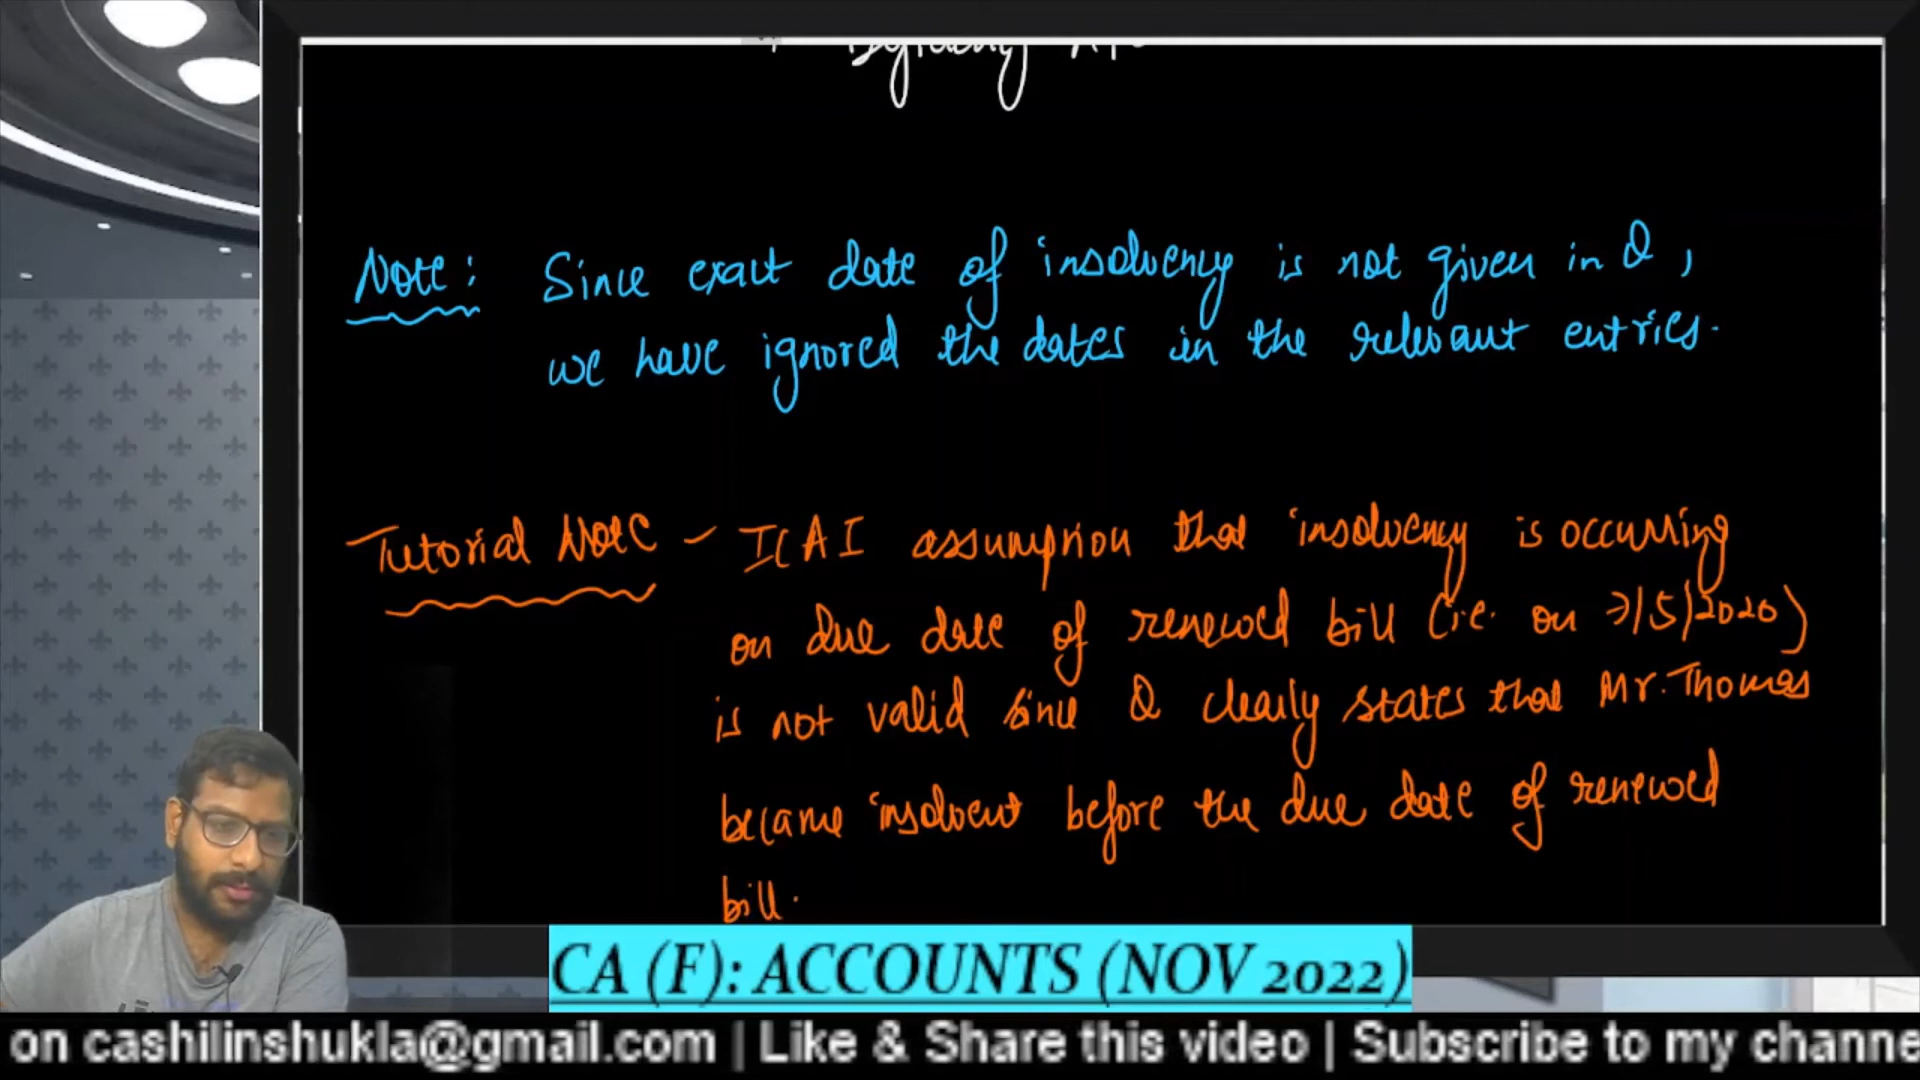 Note: Since exact date of insolvency is not given in Q,
we have ignored the dates in the relevant entries.
Tutorial Note - ICAI assumption that insolvency is occurring
on due date of renewed bill (i.e. on 7/5/2020)
is not valid since Q clearly states that Mr. Thomas
became insolvent before the due date of renewed
bill.
CA (F): ACCOUNTS (NOV 2022)
on cashilinshukla@gmail.com | Like & Share this video | Subscribe to my channe